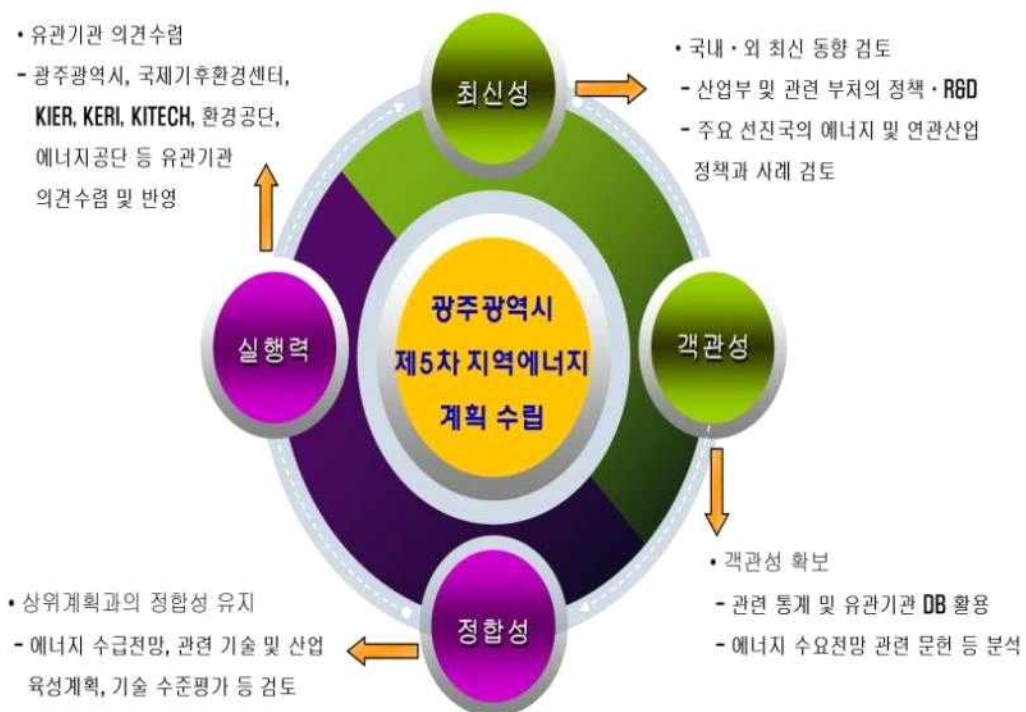 • 유관기관 의견수렴
- 광주광역시, 국제기후환경센터,
KIER, KERI, KITECH, 환경공단,
에너지공단 등 유관기관
의견수렴 및 반영
최신성
• 국내・외 최신 동향 검토
- 산업부 및 관련 부처의 정책・R&D
- 주요 선진국의 에너지 및 연관산업
정책과 사례 검토
실행력
광주광역시
제5차 지역에너지
계획 수립
객관성
• 상위계획과의 정합성 유지
- 에너지 수급전망, 관련 기술 및 산업
육성계획, 기술 수준평가 등 검토
정합성
• 객관성 확보
- 관련 통계 및 유관기관 DB 활용
- 에너지 수요전망 관련 문헌 등 분석